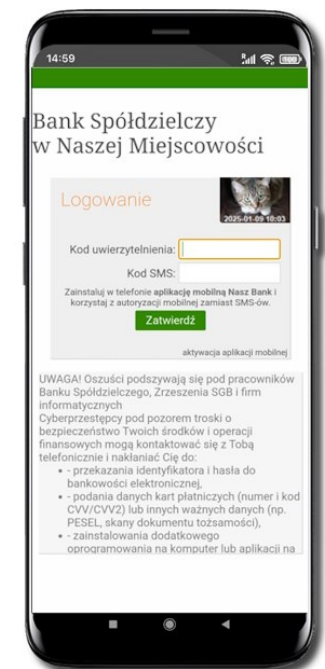 14:59
Bank Spółdzielczy
w Naszej Miejscowości
Logowanie
2025-01-09 10:03
Kod uwierzytelnienia:
Kod SMS:
Zainstaluj w telefonie aplikację mobilną Nasz Bank i
korzystaj z autoryzacji mobilnej zamiast SMS-ów.
Zatwierdź
aktywacja aplikacji mobilnej
UWAGA! Oszuści podszywają się pod pracowników
Banku Spółdzielczego, Zrzeszenia SGB i firm
informatycznych
Cyberprzestępcy pod pozorem troski o
bezpieczeństwo Twoich środków i operacji
finansowych mogą kontaktować się z Tobą
telefonicznie i nakłaniać Cię do:
- przekazania identyfikatora i hasła do
bankowości elektronicznej,
- podania danych kart płatniczych (numer i kod
CVV/CVV2) lub innych ważnych danych (np.
PESEL, skany dokumentu tożsamości),
- zainstalowania dodatkowego
oprogramowania na komputer lub aplikacji na